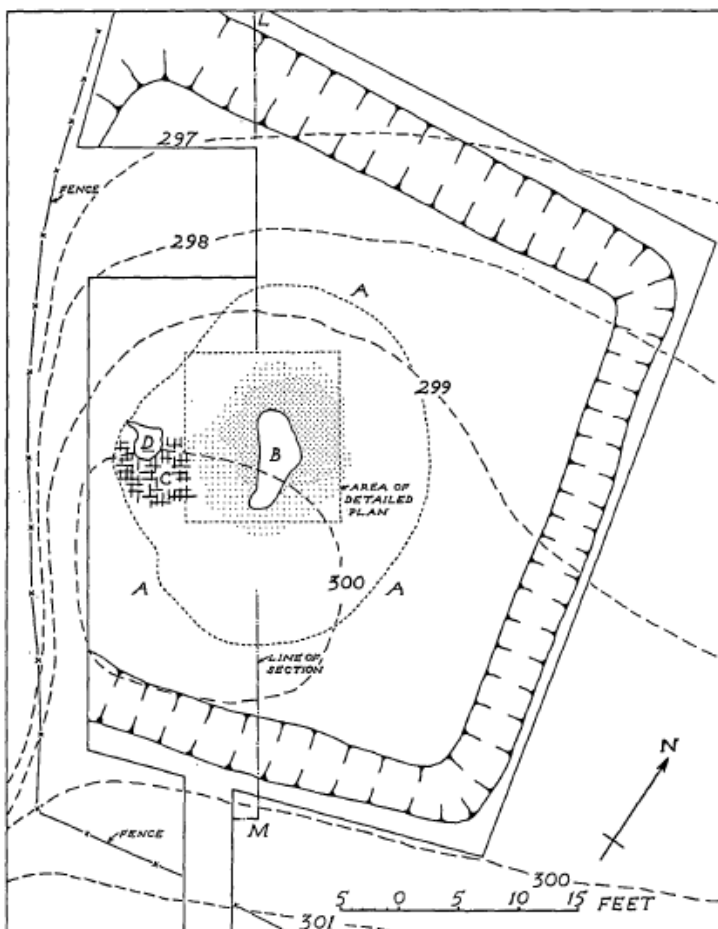 L
297
FENCE
298
A
299
D
B
C
AREA OF
DETAILED
PLAN
300
A
A
LINE OF
SECTION
N
M
FENCE
300
5 0 5 10 15 FEET
301